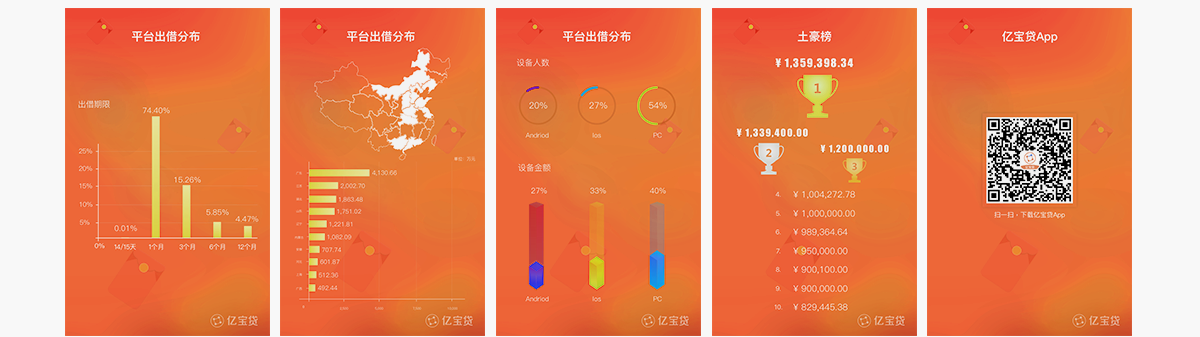 平台出借分布
出借期限
74.40%
25%
20%
15%
10%
5%
0%
0.01%
15.26%
5.85%
4.47%
14/15天
1个月
3个月
6个月
12个月
亿宝贷
平台出借分布
单位：万元
4,130.66
2,002.70
1,863.48
1,751.02
1,221.81
1,082.09
707.74
601.87
512.36
492.44
亿宝贷
平台出借分布
设备人数
20%
27%
54%
Andriod
Ios
PC
设备金额
27%
33%
40%
Andriod
Ios
PC
亿宝贷
土豪榜
¥ 1,359,398.34
1
¥ 1,339,400.00
2
¥ 1,200,000.00
3
4. ¥ 1,004,272.78
5. ¥ 1,000,000.00
6. ¥ 989,364.64
7. ¥ 950,000.00
8. ¥ 900,100.00
9. ¥ 900,000.00
10. ¥ 829,445.38
亿宝贷
亿宝贷App
扫一扫，下载亿宝贷App
亿宝贷